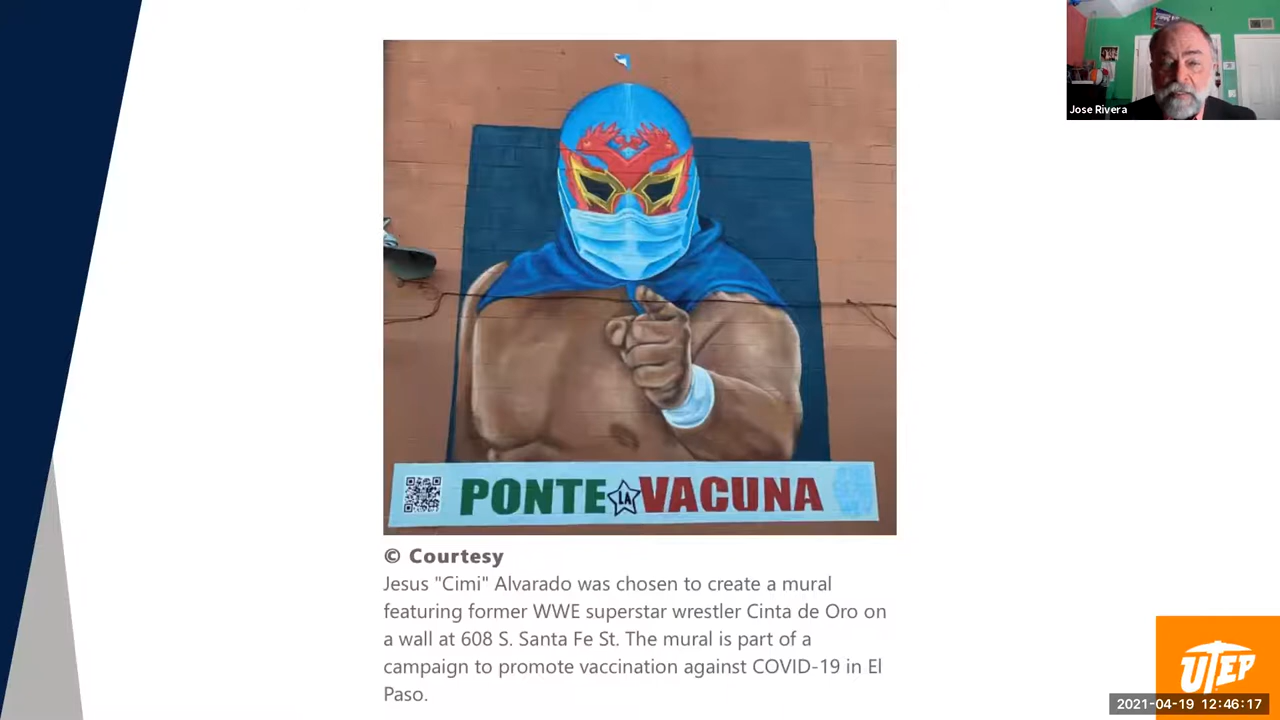 Jose Rivera
PONTE LA VACUNA
© Courtesy
Jesus "Cimi" Alvarado was chosen to create a mural
featuring former WWE superstar wrestler Cinta de Oro on
a wall at 608 S. Santa Fe St. The mural is part of a
campaign to promote vaccination against COVID-19 in El
Paso.
UTEP
2021-04-19 12:46:17